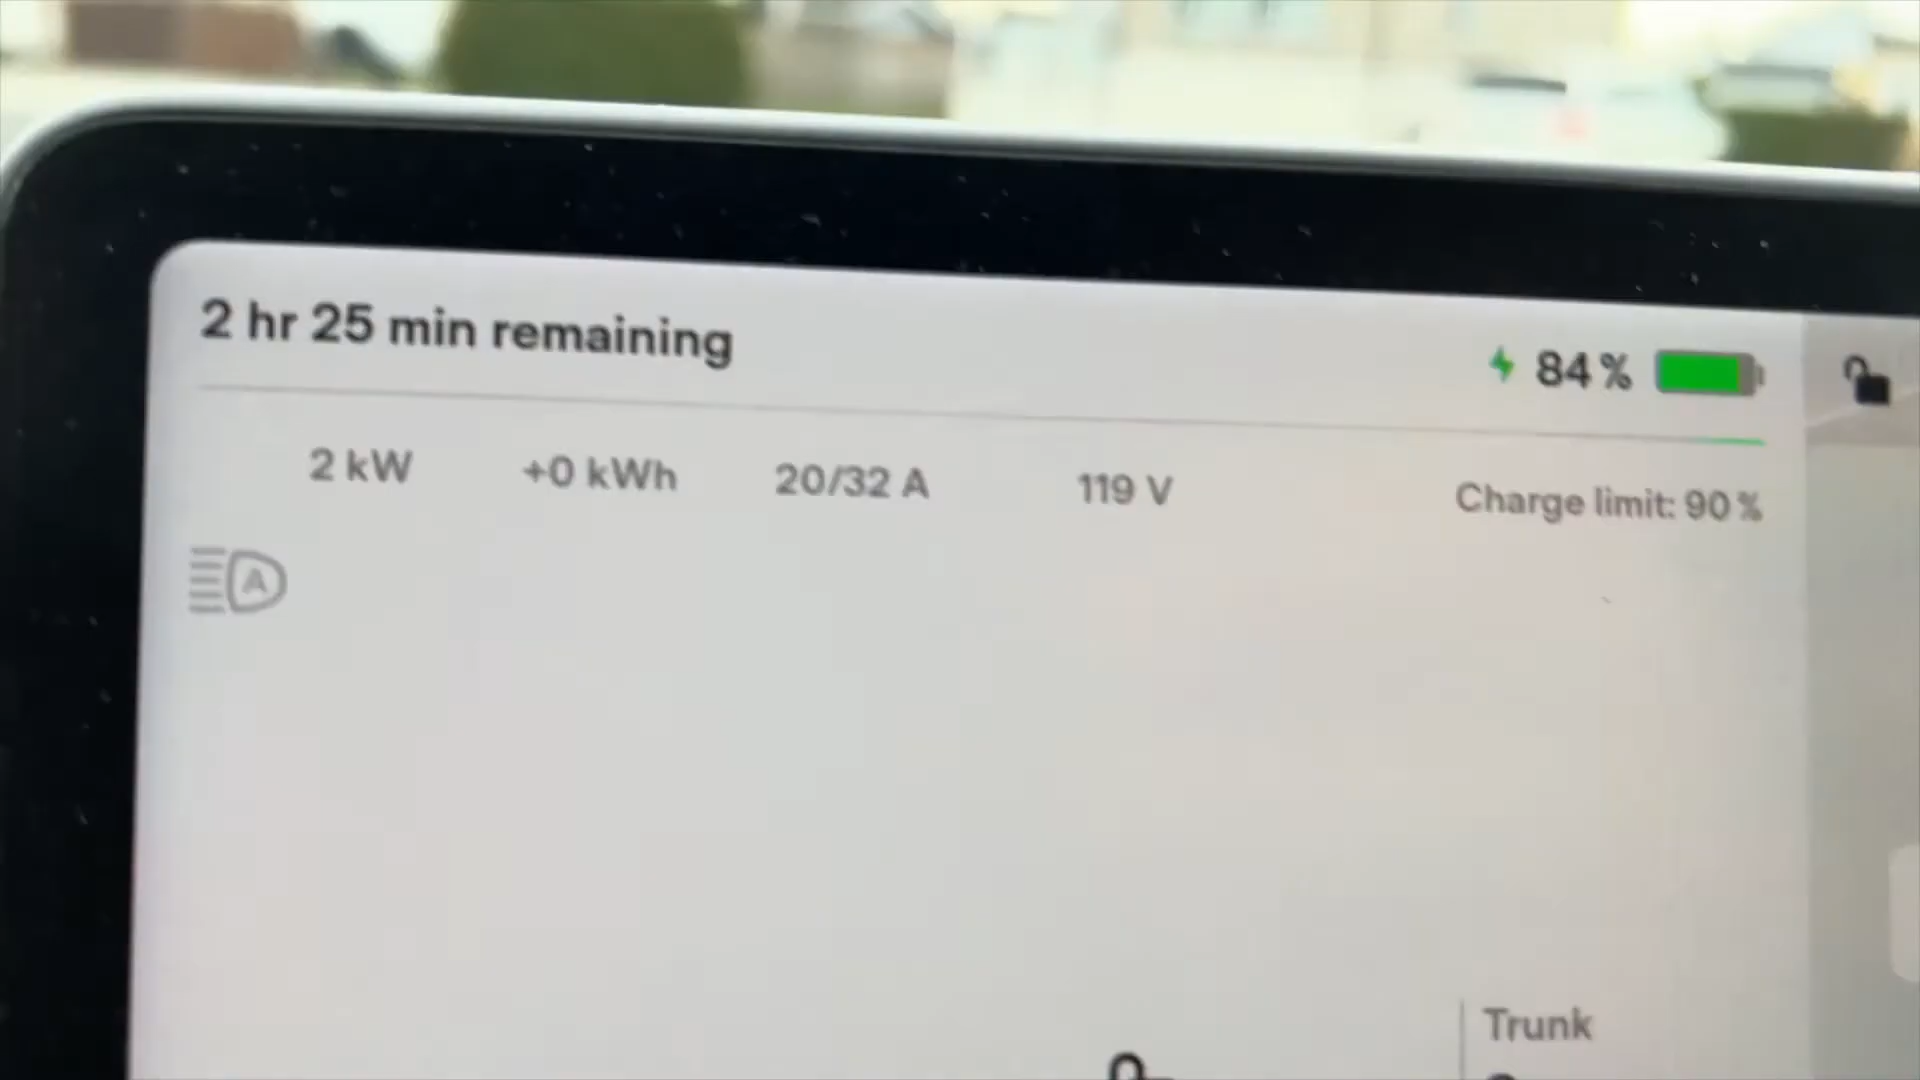 2 hr 25 min remaining
84%
2 kW
+0 kWh
20/32 A
119 V
Charge limit: 90%
A
Trunk